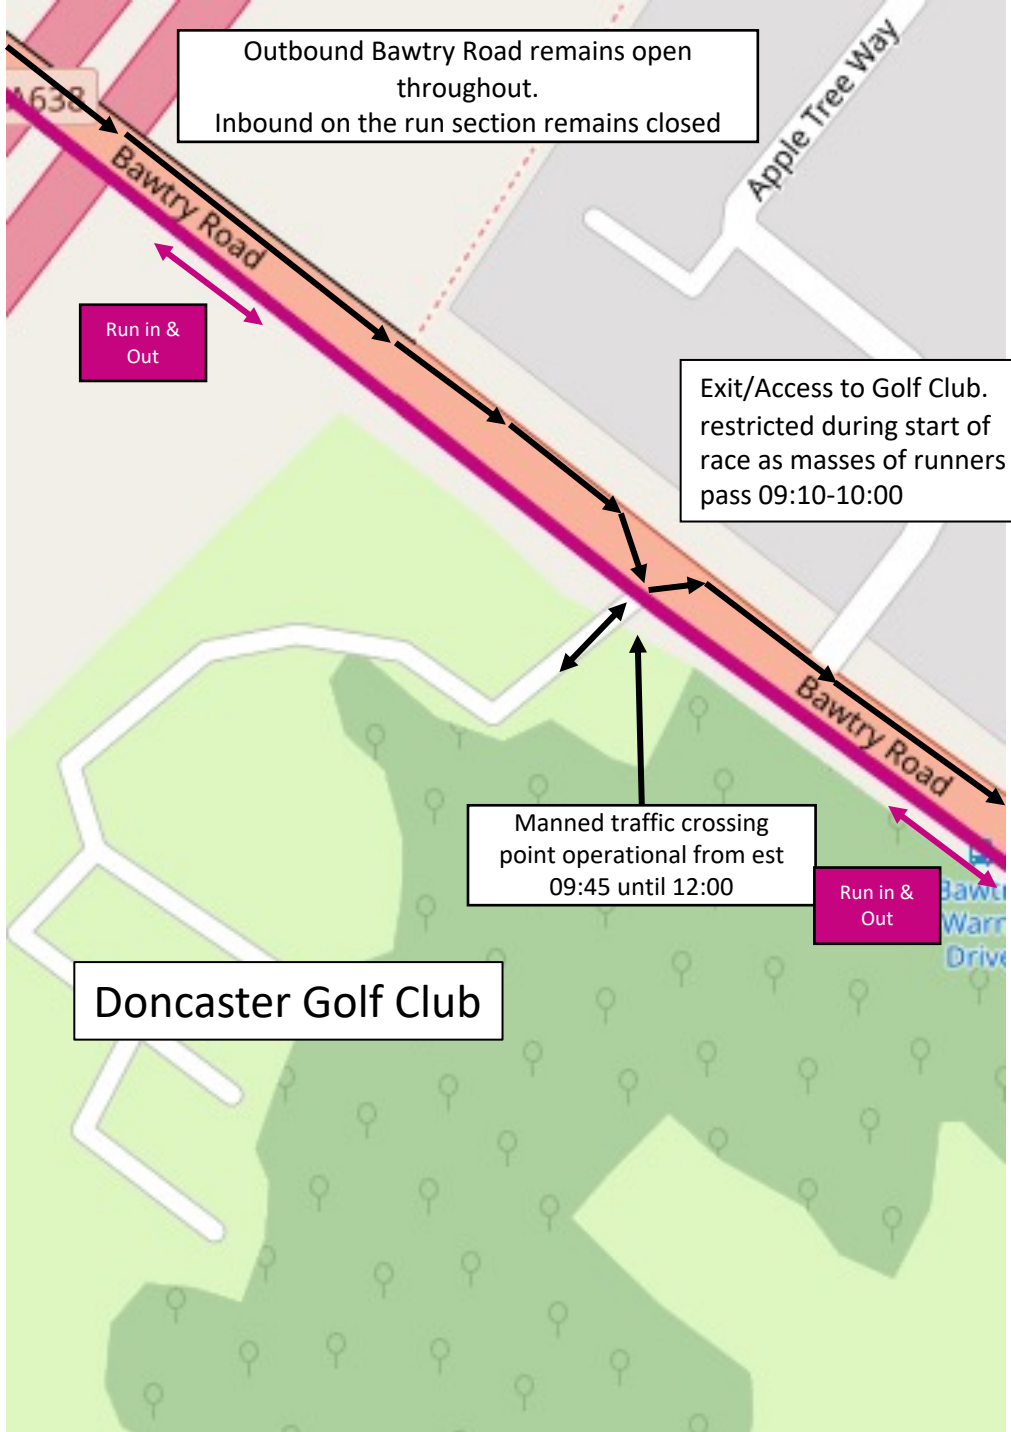 Outbound Bawtry Road remains open
throughout.
Inbound on the run section remains closed
Apple Tree Way
A638
Bawtry Road
Run in &
Out
Exit/Access to Golf Club.
restricted during start of
race as masses of runners
pass 09:10-10:00
Bawtry Road
Manned traffic crossing
point operational from est
09:45 until 12:00
Run in &
Out
Drive
Doncaster Golf Club